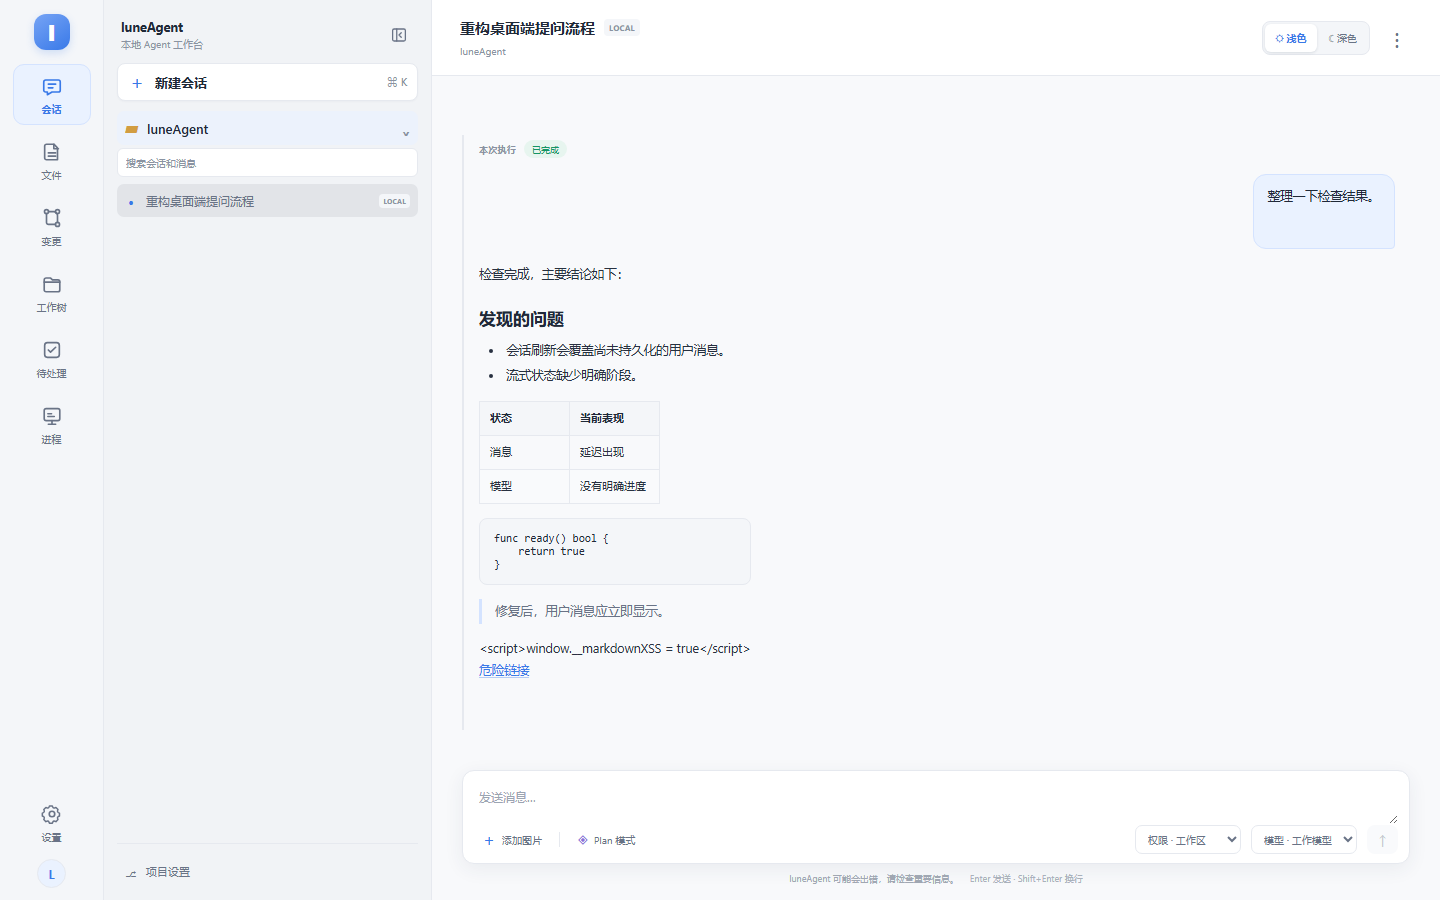 会话
文件
变更
工作树
待处理
进程
设置
L
luneAgent
本地 Agent 工作台
+ 新建会话 ⌘ K
luneAgent
搜索会话和消息
重构桌面端提问流程 LOCAL
项目设置
重构桌面端提问流程 LOCAL
luneAgent
浅色 深色
本次执行 已完成
整理一下检查结果。
检查完成，主要结论如下：
发现的问题
• 会话刷新会覆盖尚未持久化的用户消息。
• 流式状态缺少明确阶段。
状态 当前表现
消息 延迟出现
模型 没有明确进度
func ready() bool {
    return true
}
修复后，用户消息应立即显示。
<script>window.__markdownXSS = true</script>
危险链接
发送消息...
+ 添加图片 Plan 模式 权限 · 工作区 模型 · 工作模型 ↑
luneAgent 可能会出错，请检查重要信息。 Enter 发送 · Shift+Enter 换行